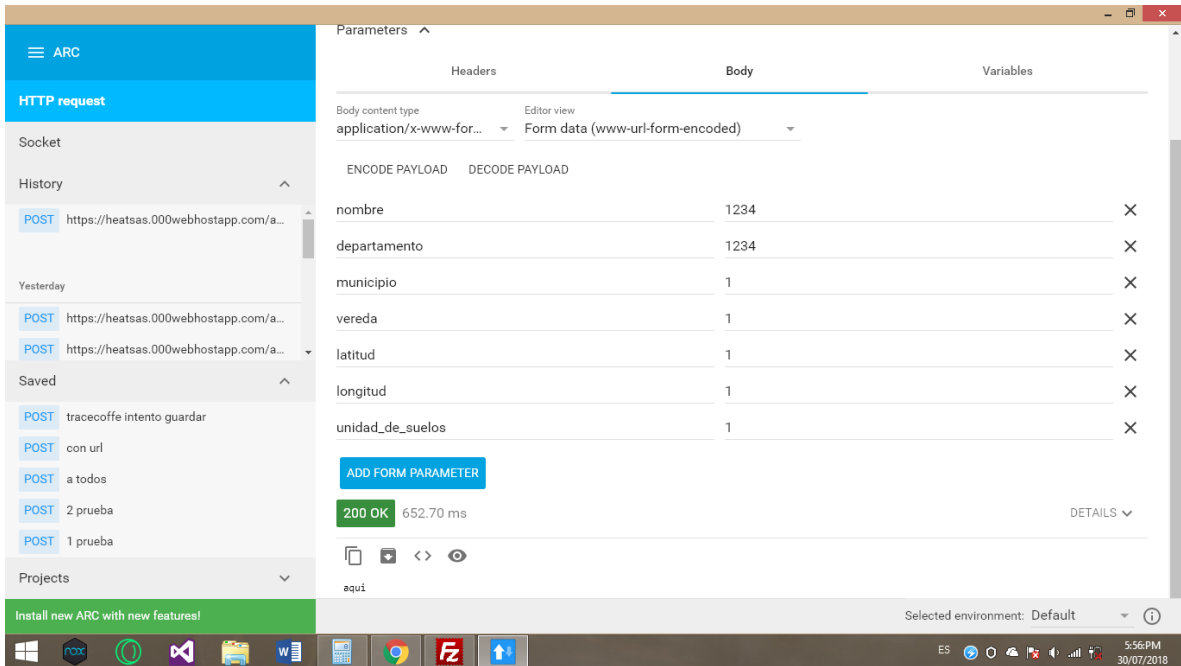 Parameters
ARC
Headers Body Variables
HTTP request
Body content type Editor view
application/x-www-for... Form data (www-url-form-encoded)
Socket
ENCODE PAYLOAD DECODE PAYLOAD
History
POST https://heatsas.000webhostapp.com/a...
nombre 1234
departamento 1234
municipio 1
Yesterday
POST https://heatsas.000webhostapp.com/a...
vereda 1
POST https://heatsas.000webhostapp.com/a...
latitud 1
Saved
longitud 1
POST tracecoffe intento guardar
unidad_de_suelos 1
POST con url
ADD FORM PARAMETER
POST a todos
POST 2 prueba
200 OK 652.70 ms DETAILS
POST 1 prueba
Projects
aqui
Install new ARC with new features!
Selected environment: Default
nox
W
Fz
ES
5:56PM
30/07/2018